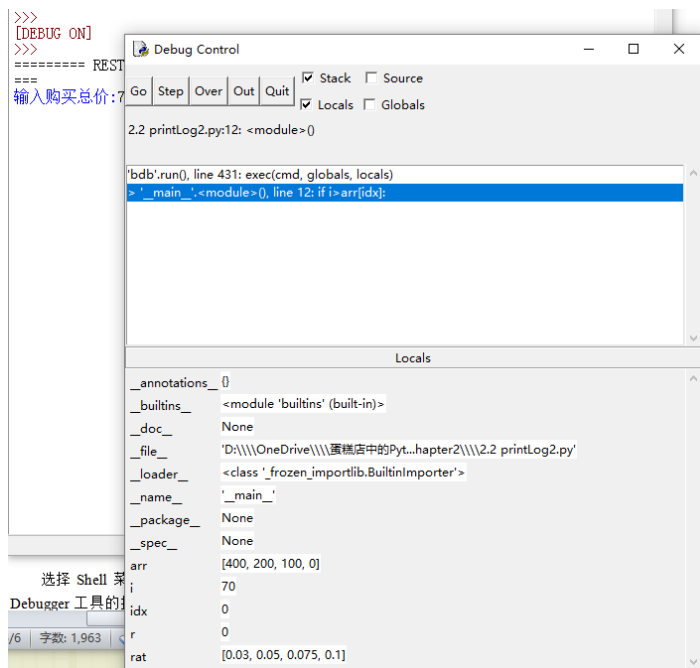 >>>
[DEBUG ON]
>>>
========= REST
===
输入购买总价:7
Debug Control
Go Step Over Out Quit
Stack Source
Locals Globals
2.2 printLog2.py:12: <module>()
'bdb'.run(), line 431: exec(cmd, globals, locals)
> '__main__'.<module>(), line 12: if i>arr[idx]:
Locals
__annotations__ {}
__builtins__ <module 'builtins' (built-in)>
__doc__ None
__file__ 'D:\\\\OneDrive\\\\蛋糕店中的Pyt...hapter2\\\\2.2 printLog2.py'
__loader__ <class '_frozen_importlib.BuiltinImporter'>
__name__ '__main__'
__package__ None
__spec__ None
arr [400, 200, 100, 0]
i 70
idx 0
r 0
rat [0.03, 0.05, 0.075, 0.1]
选择 Shell 菜
Debugger 工具的
/6 字数: 1,963